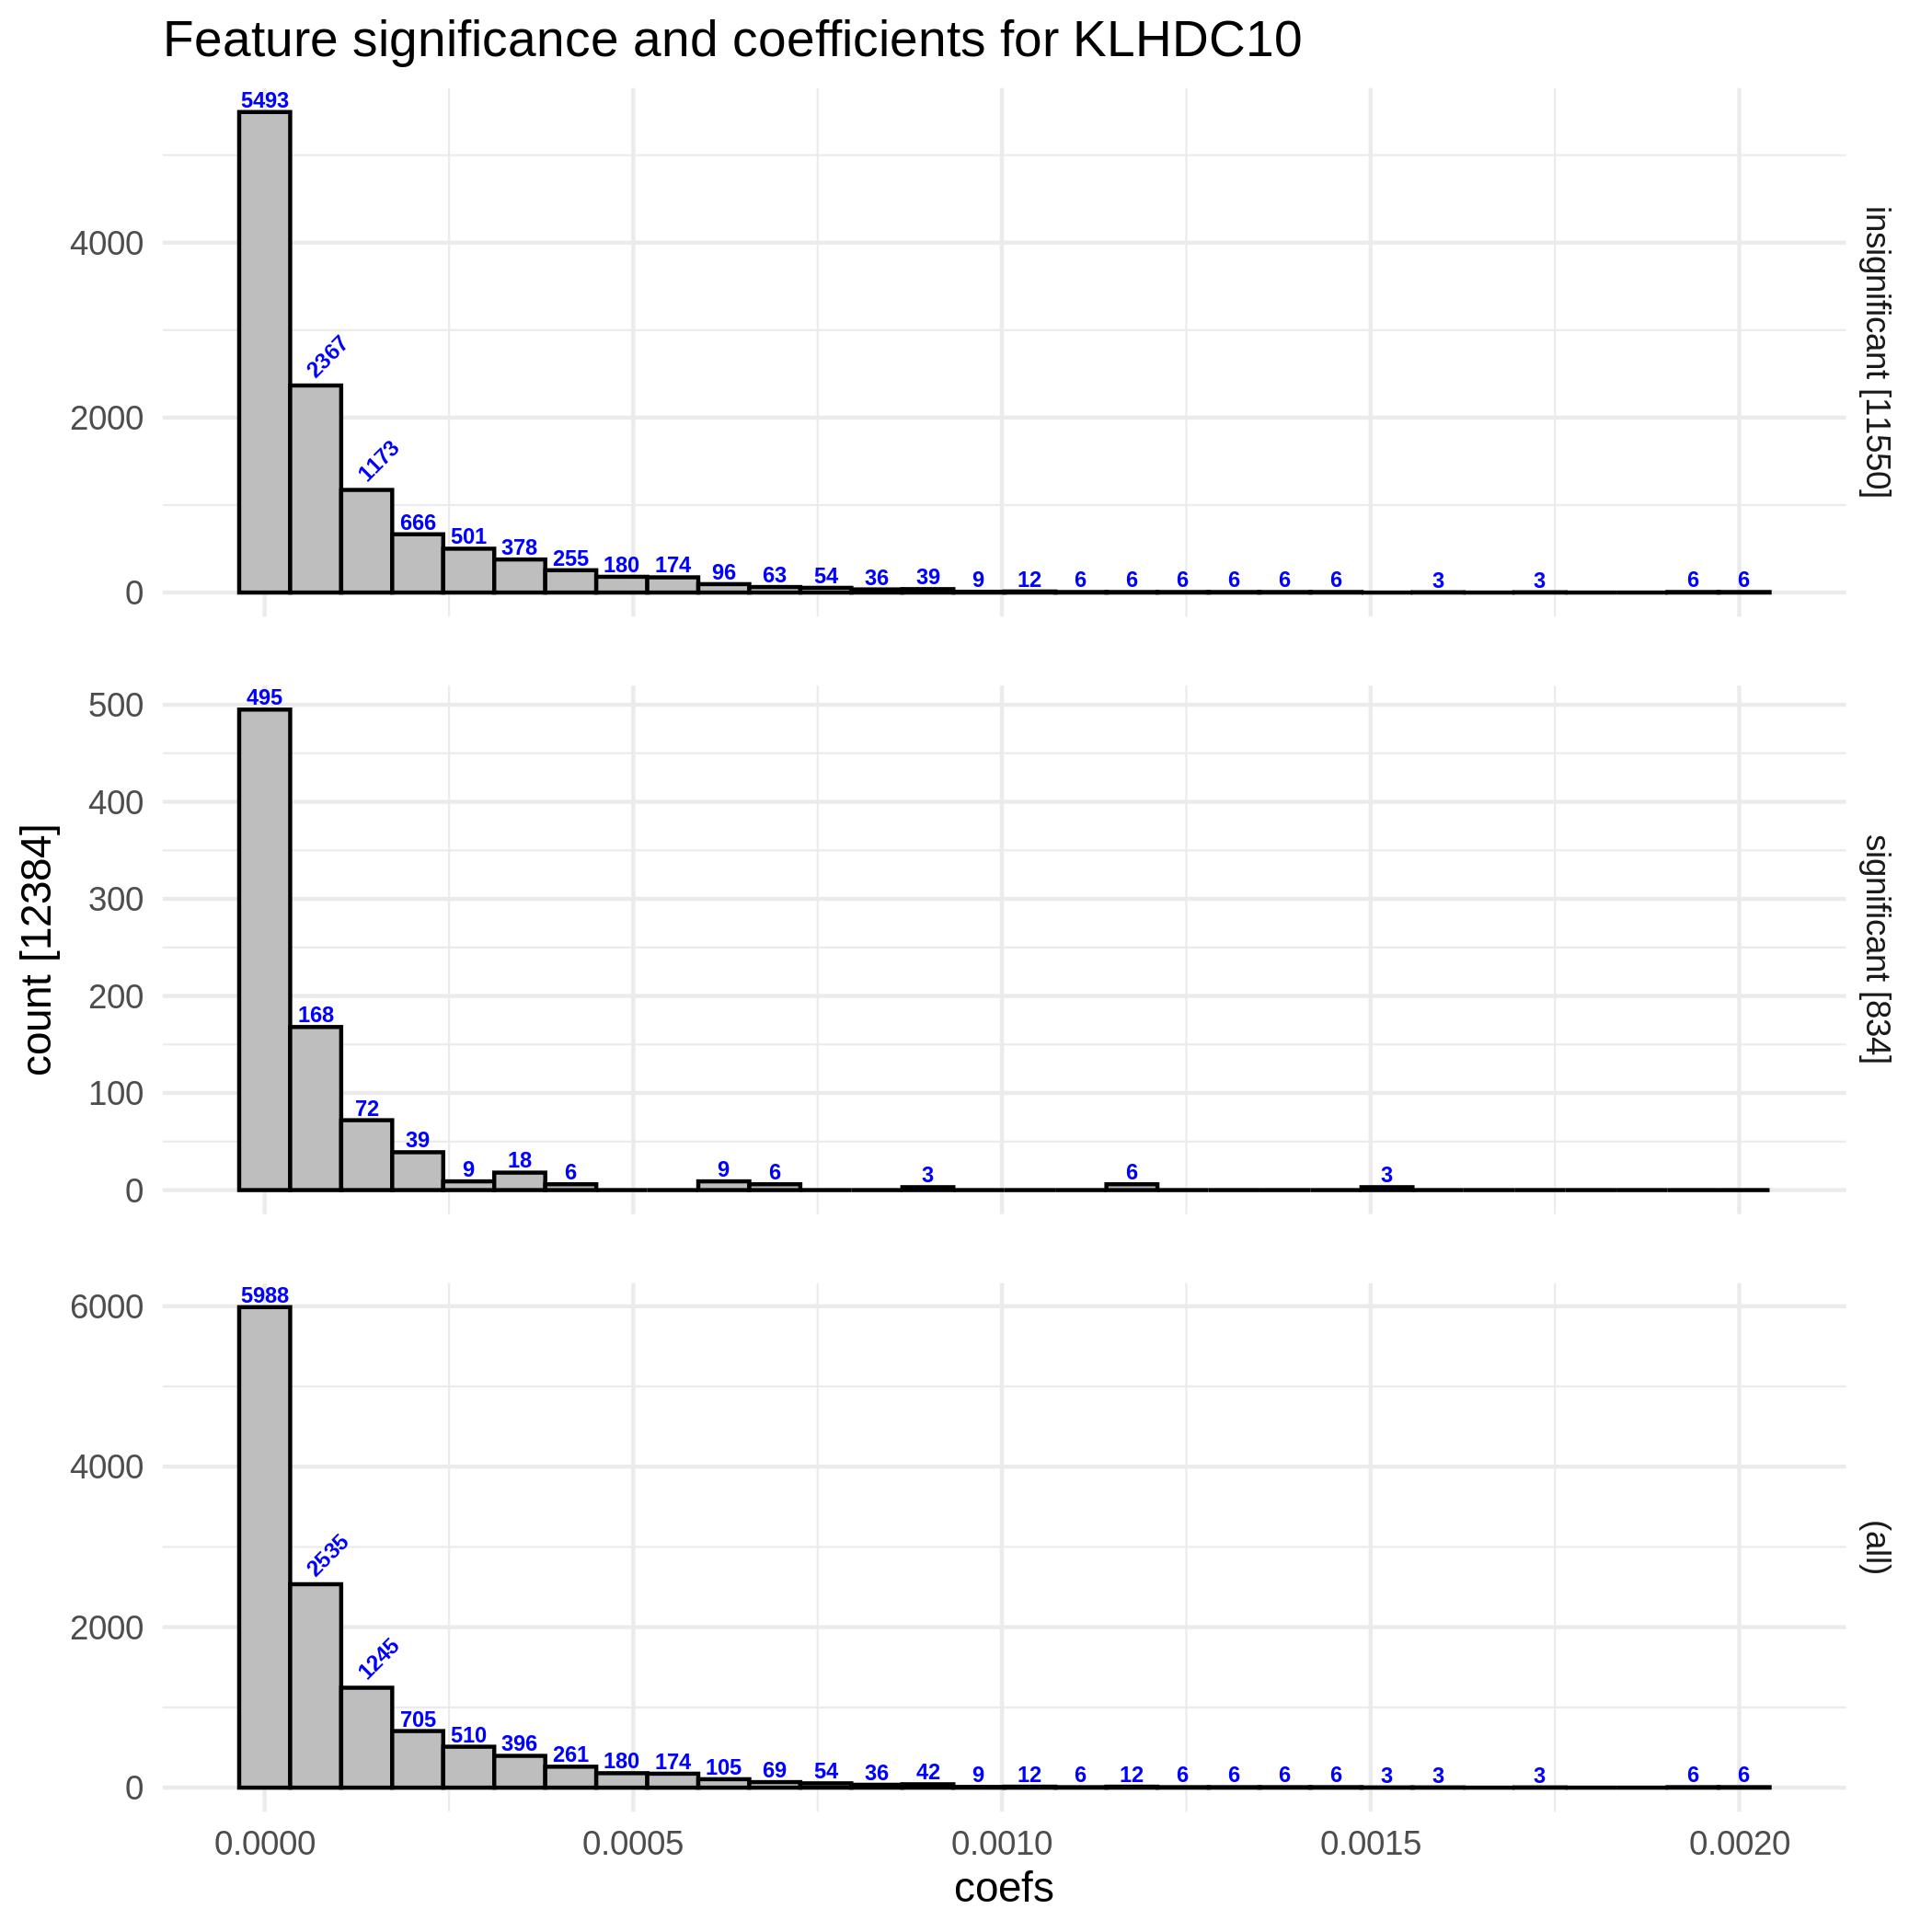 Feature significance and coefficients for KLHDC10
5493
2367
1173
666 501 378 255 180 174 96 63 54 36 39 9 12 6 6 6 6 6 6 3 3 6 6
4000
2000
0
insignificant [11550]
495
168
72
39
9 18 6 9 6 3 6 3
500
400
300
200
100
0
significant [834]
count [12384]
5988
2535
1245
705 510 396 261 180 174 105 69 54 36 42 9 12 6 12 6 6 6 6 3 3 3 6 6
6000
4000
2000
0
(all)
0.0000 0.0005 0.0010 0.0015 0.0020
coefs